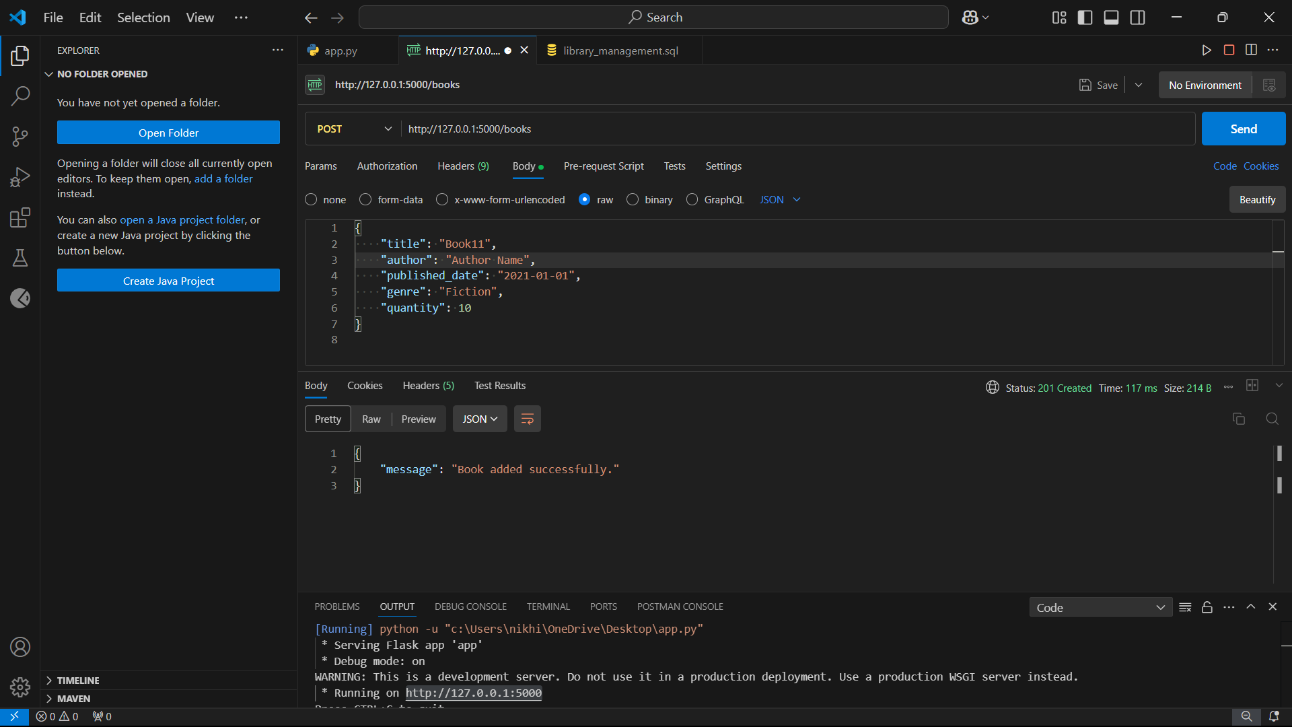 File Edit Selection View ··· Search
EXPLORER ···
NO FOLDER OPENED
You have not yet opened a folder.
Open Folder
Opening a folder will close all currently open
editors. To keep them open, add a folder
instead.
You can also open a Java project folder, or
create a new Java project by clicking the
button below.
Create Java Project
TIMELINE
MAVEN
app.py http://127.0.0.... library_management.sql
HTTP http://127.0.0.1:5000/books Save No Environment
POST http://127.0.0.1:5000/books Send
Params Authorization Headers (9) Body Pre-request Script Tests Settings Code Cookies
none form-data x-www-form-urlencoded raw binary GraphQL JSON Beautify
1 {
2 "title": "Book11",
3 "author": "Author Name",
4 "published_date": "2021-01-01",
5 "genre": "Fiction",
6 "quantity": 10
7 }
8
Body Cookies Headers (5) Test Results Status: 201 Created Time: 117 ms Size: 214 B
Pretty Raw Preview JSON
1 {
2 "message": "Book added successfully."
3 }
PROBLEMS OUTPUT DEBUG CONSOLE TERMINAL PORTS POSTMAN CONSOLE Code
[Running] python -u "c:\Users\nikhi\OneDrive\Desktop\app.py"
* Serving Flask app 'app'
* Debug mode: on
WARNING: This is a development server. Do not use it in a production deployment. Use a production WSGI server instead.
* Running on http://127.0.0.1:5000
Press CTRL+C to quit
0 0 0